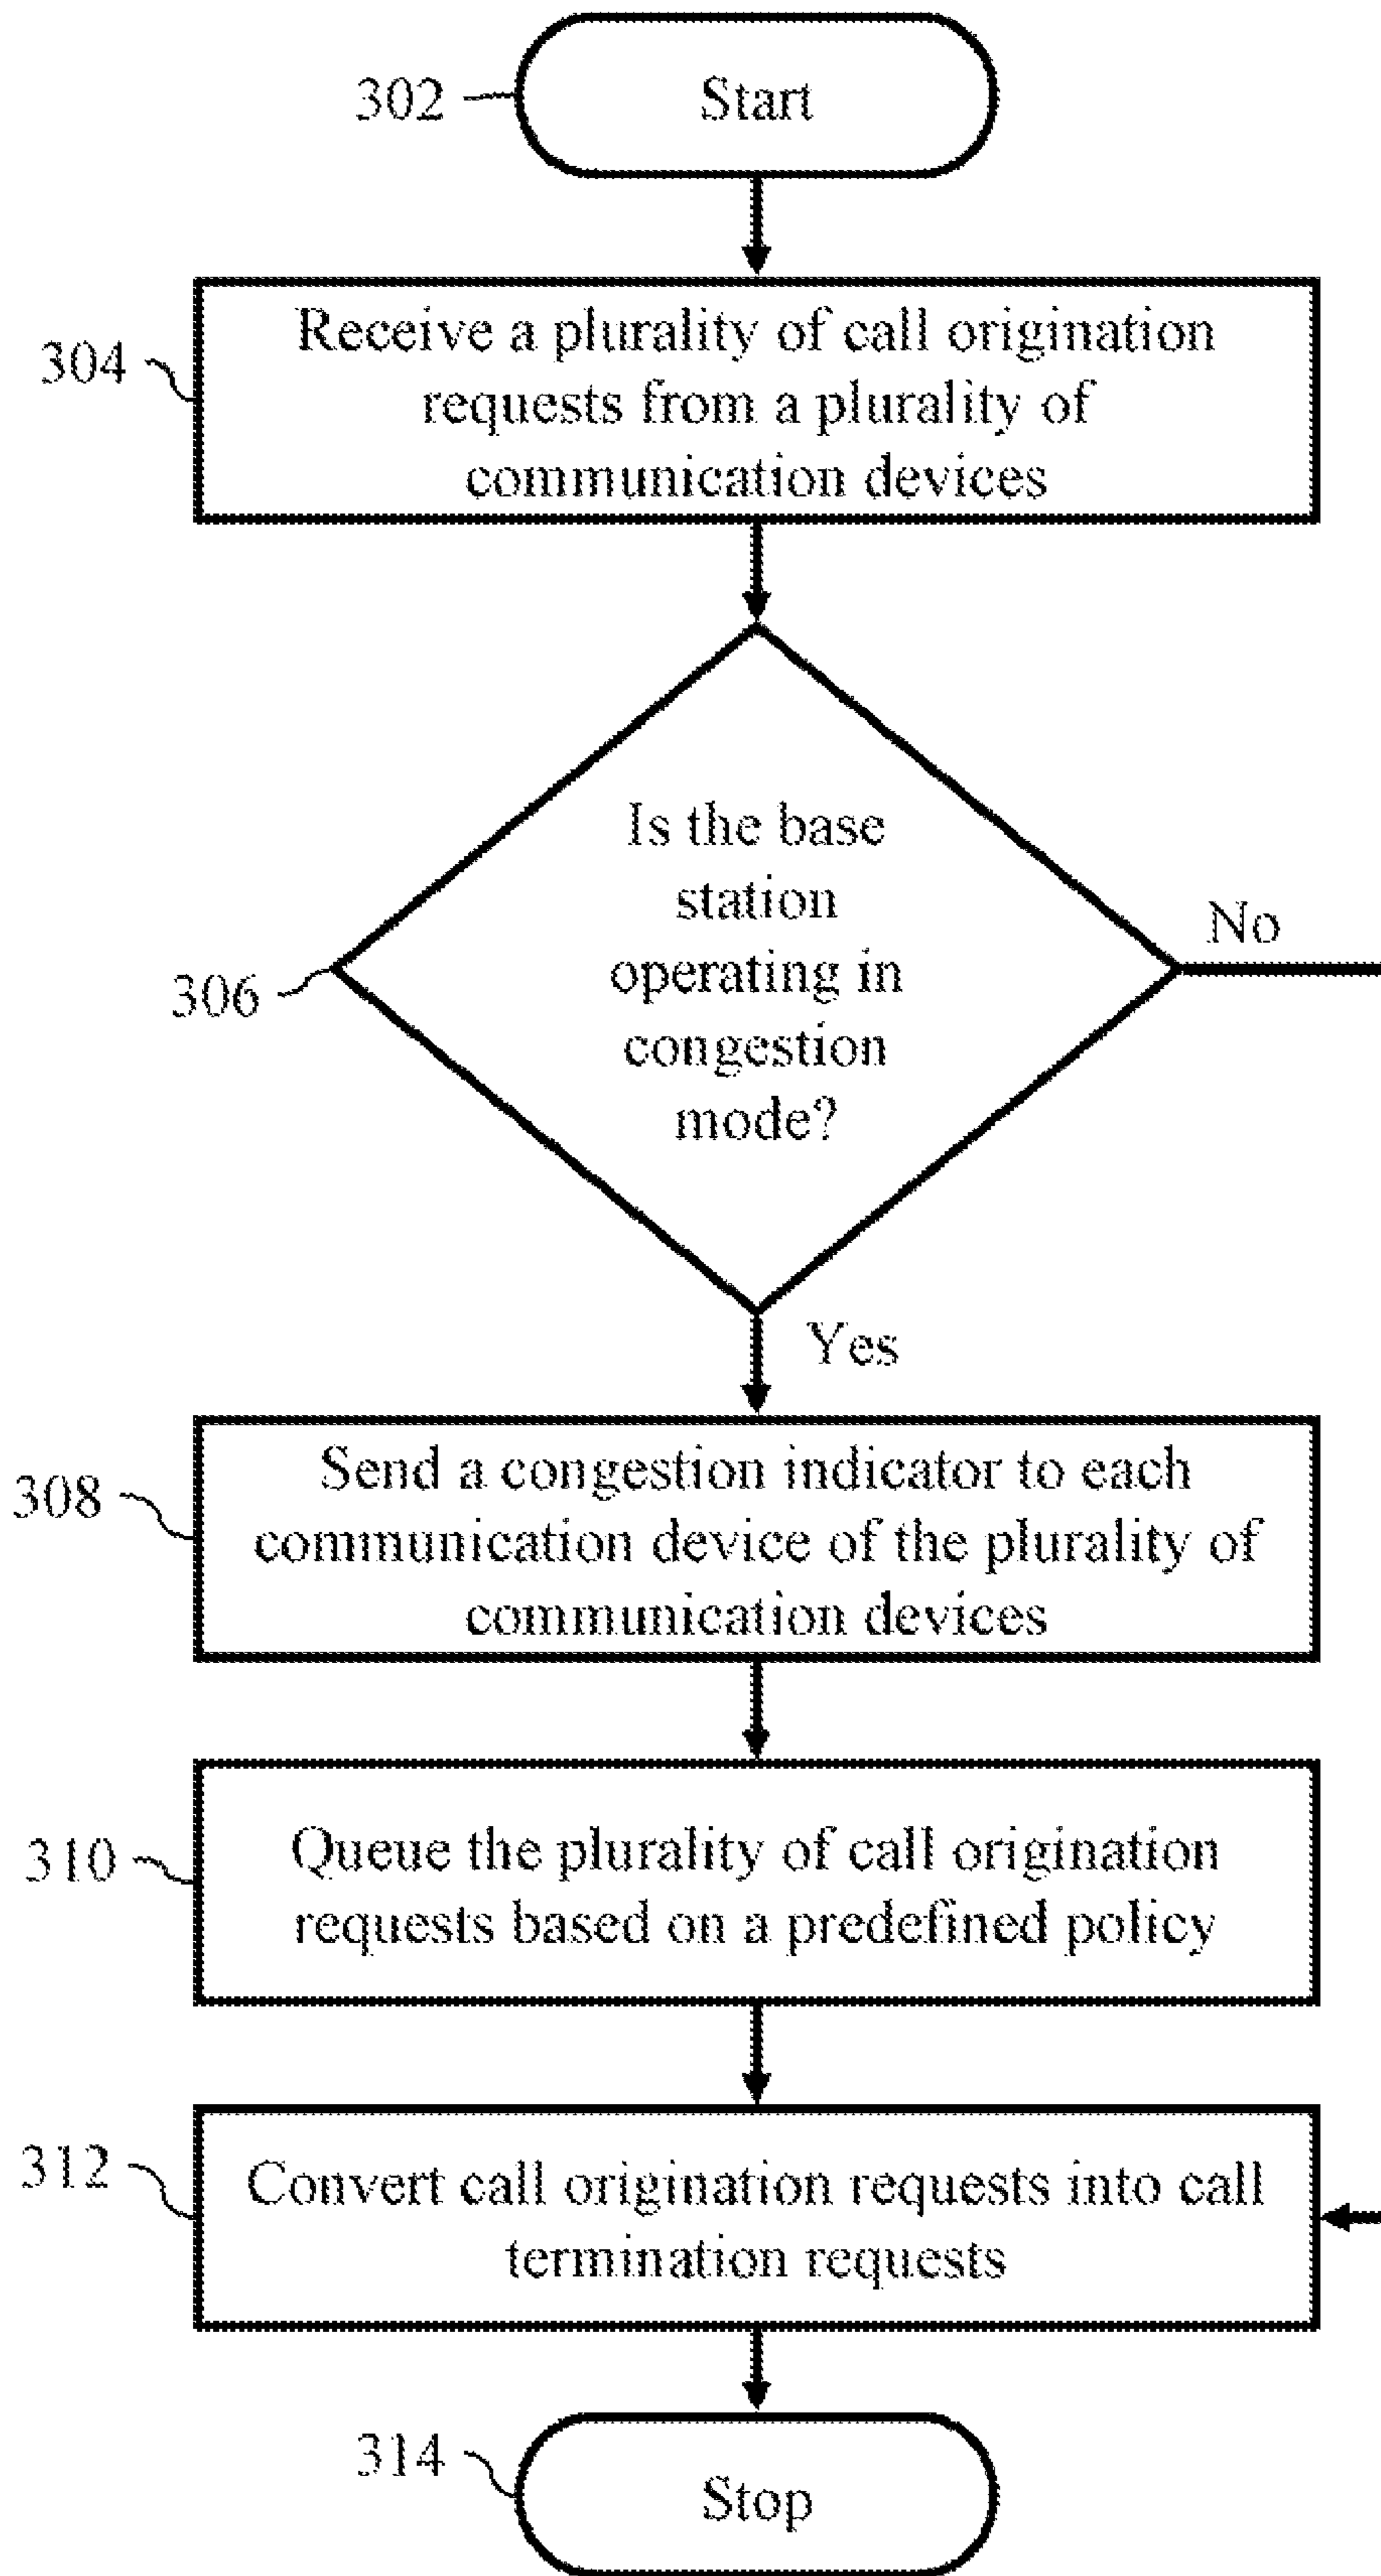 302
Start
304
Receive a plurality of call origination
requests from a plurality of
communication devices
Is the base
station
operating in
congestion
mode?
306
No
Yes
308
Send a congestion indicator to each
communication device of the plurality of
communication devices
310
Queue the plurality of call origination
requests based on a predefined policy
312
Convert call origination requests into call
termination requests
314
Stop